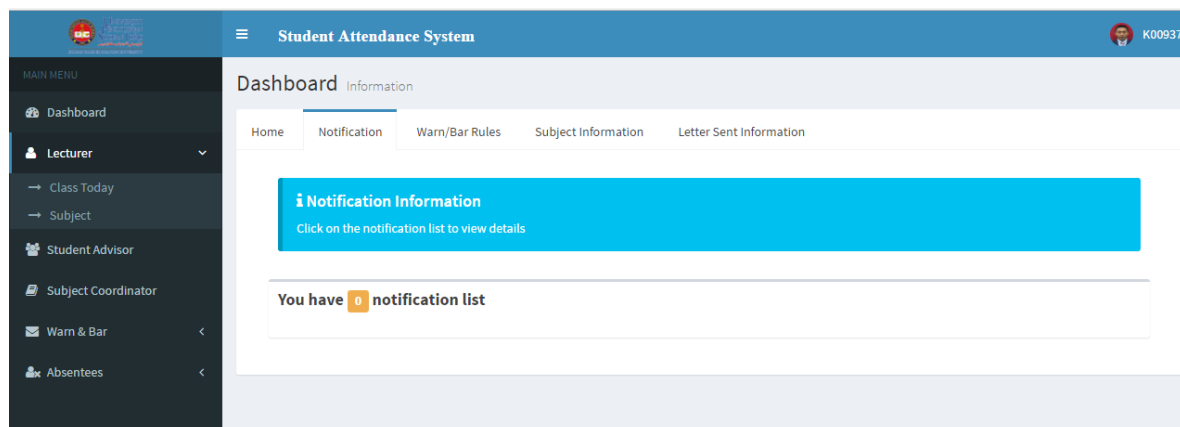 GIC
Student Attendance System
K00937
MAIN MENU
Dashboard
Lecturer
Class Today
Subject
Student Advisor
Subject Coordinator
Warn & Bar
Absentees
Dashboard Information
Home Notification Warn/Bar Rules Subject Information Letter Sent Information
Notification Information
Click on the notification list to view details
You have 0 notification list